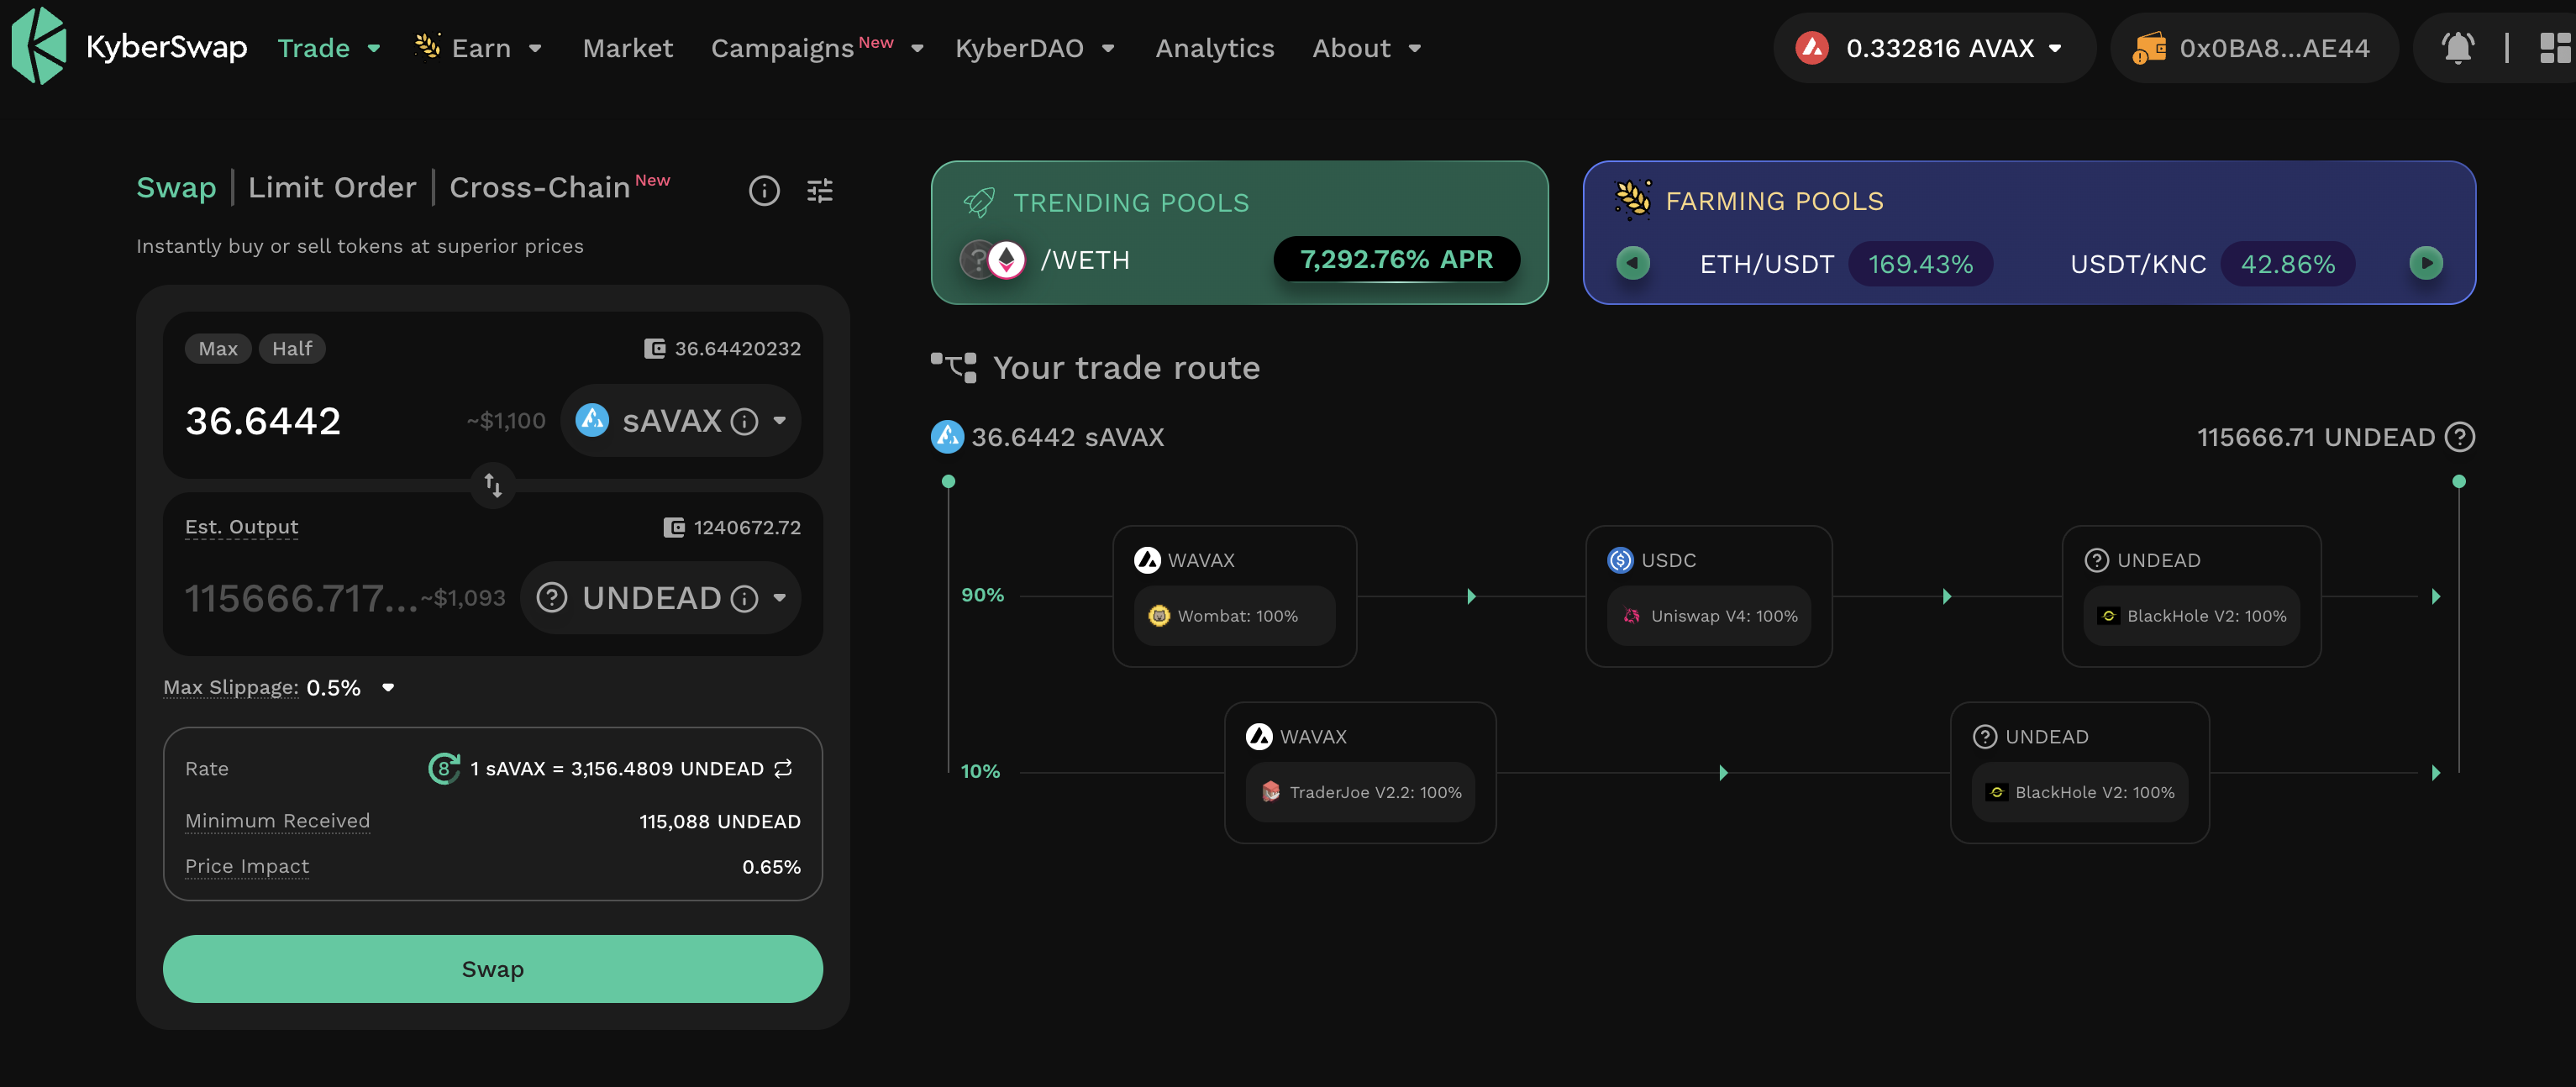 KyberSwap Trade Earn Market Campaigns New KyberDAO Analytics About 0.332816 AVAX 0x0BA8...AE44
Swap | Limit Order | Cross-Chain New
Instantly buy or sell tokens at superior prices
Max Half 36.64420232
36.6442 ~$1,100 sAVAX
Est. Output 1240672.72
115666.717... ~$1,093 UNDEAD
Max Slippage: 0.5%
Rate 8 1 sAVAX = 3,156.4809 UNDEAD
Minimum Received 115,088 UNDEAD
Price Impact 0.65%
Swap
TRENDING POOLS
/WETH 7,292.76% APR
FARMING POOLS
ETH/USDT 169.43% USDT/KNC 42.86%
Your trade route
36.6442 sAVAX 115666.71 UNDEAD
90%
WAVAX
Wombat: 100%
USDC
Uniswap V4: 100%
UNDEAD
BlackHole V2: 100%
10%
WAVAX
TraderJoe V2.2: 100%
UNDEAD
BlackHole V2: 100%